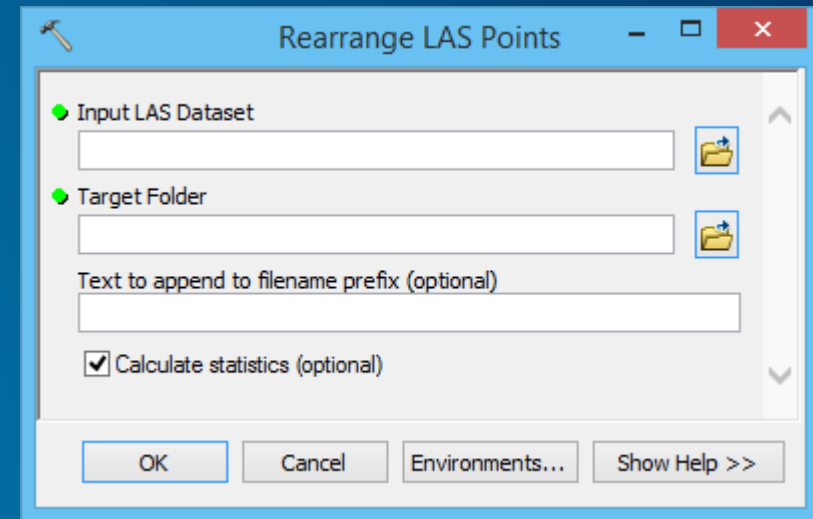 Rearrange LAS Points
Input LAS Dataset
Target Folder
Text to append to filename prefix (optional)
Calculate statistics (optional)
OK Cancel Environments... Show Help >>